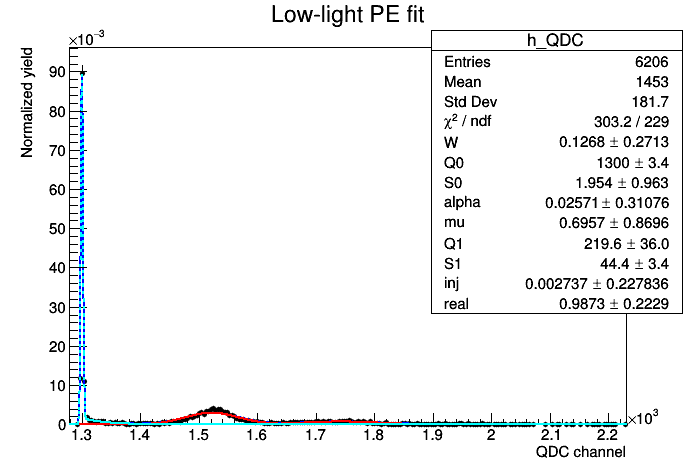 Low-light PE fit
×10⁻³
Normalized yield
90
80
70
60
50
40
30
20
10
0
h_QDC
Entries 6206
Mean 1453
Std Dev 181.7
χ² / ndf 303.2 / 229
W 0.1268 ± 0.2713
Q0 1300 ± 3.4
S0 1.954 ± 0.963
alpha 0.02571 ± 0.31076
mu 0.6957 ± 0.8696
Q1 219.6 ± 36.0
S1 44.4 ± 3.4
inj 0.002737 ± 0.227836
real 0.9873 ± 0.2229
1.3 1.4 1.5 1.6 1.7 1.8 1.9 2 2.1 2.2
×10³
QDC channel